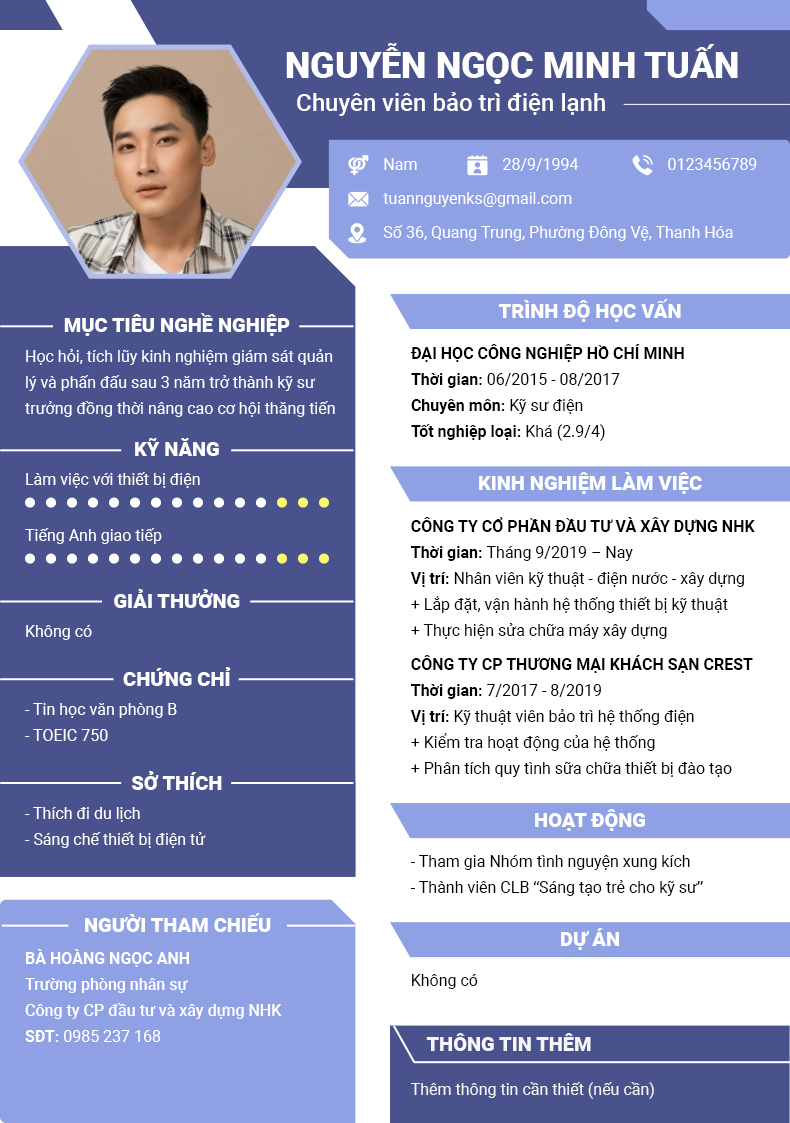 NGUYỄN NGỌC MINH TUẤN
Chuyên viên bảo trì điện lạnh
Nam 28/9/1994 0123456789
tuannguyenks@gmail.com
Số 36, Quang Trung, Phường Đông Vệ, Thanh Hóa
MỤC TIÊU NGHỀ NGHIỆP
Học hỏi, tích lũy kinh nghiệm giám sát quản
lý và phấn đấu sau 3 năm trở thành kỹ sư
trưởng đồng thời nâng cao cơ hội thăng tiến
KỸ NĂNG
Làm việc với thiết bị điện
Tiếng Anh giao tiếp
GIẢI THƯỞNG
Không có
CHỨNG CHỈ
- Tin học văn phòng B
- TOEIC 750
SỞ THÍCH
- Thích đi du lịch
- Sáng chế thiết bị điện tử
NGƯỜI THAM CHIẾU
BÀ HOÀNG NGỌC ANH
Trường phòng nhân sự
Công ty CP đầu tư và xây dựng NHK
SĐT: 0985 237 168
TRÌNH ĐỘ HỌC VẤN
ĐẠI HỌC CÔNG NGHIỆP HỒ CHÍ MINH
Thời gian: 06/2015 - 08/2017
Chuyên môn: Kỹ sư điện
Tốt nghiệp loại: Khá (2.9/4)
KINH NGHIỆM LÀM VIỆC
CÔNG TY CỔ PHẦN ĐẦU TƯ VÀ XÂY DỰNG NHK
Thời gian: Tháng 9/2019 – Nay
Vị trí: Nhân viên kỹ thuật - điện nước - xây dựng
+ Lắp đặt, vận hành hệ thống thiết bị kỹ thuật
+ Thực hiện sửa chữa máy xây dựng
CÔNG TY CP THƯƠNG MẠI KHÁCH SẠN CREST
Thời gian: 7/2017 - 8/2019
Vị trí: Kỹ thuật viên bảo trì hệ thống điện
+ Kiểm tra hoạt động của hệ thống
+ Phân tích quy tình sữa chữa thiết bị đào tạo
HOẠT ĐỘNG
- Tham gia Nhóm tình nguyện xung kích
- Thành viên CLB “Sáng tạo trẻ cho kỹ sư”
DỰ ÁN
Không có
THÔNG TIN THÊM
Thêm thông tin cần thiết (nếu cần)